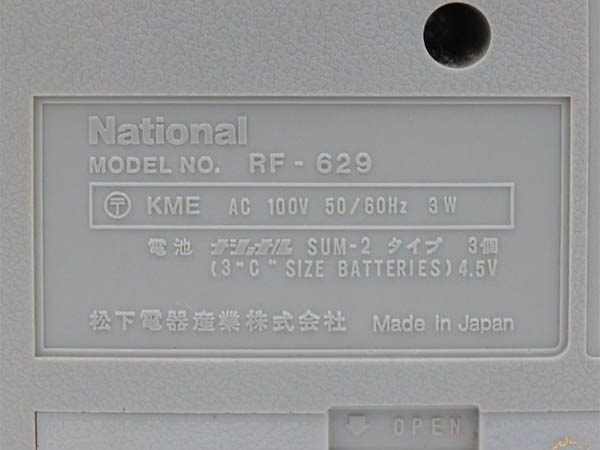 National
MODEL NO. RF-629
〒 KME AC 100V 50/60Hz 3W
電池 ナショナル SUM-2 タイプ 3個
(3 "C" SIZE BATTERIES) 4.5V
松下電器産業株式会社 Made in Japan
OPEN